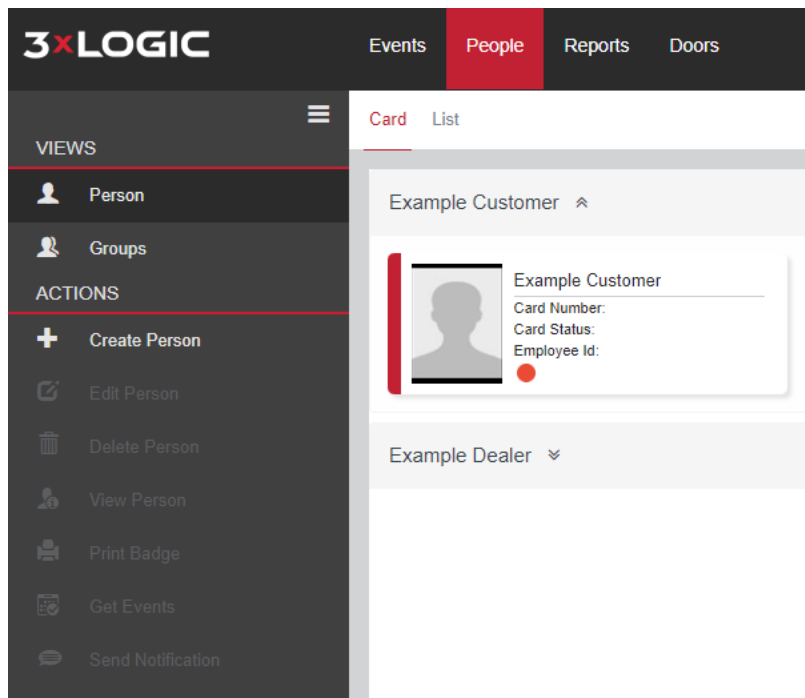 3xLOGIC
Events People Reports Doors
VIEWS
Person
Groups
ACTIONS
Create Person
Edit Person
Delete Person
View Person
Print Badge
Get Events
Send Notification
Card List
Example Customer
Example Customer
Card Number:
Card Status:
Employee Id:
Example Dealer